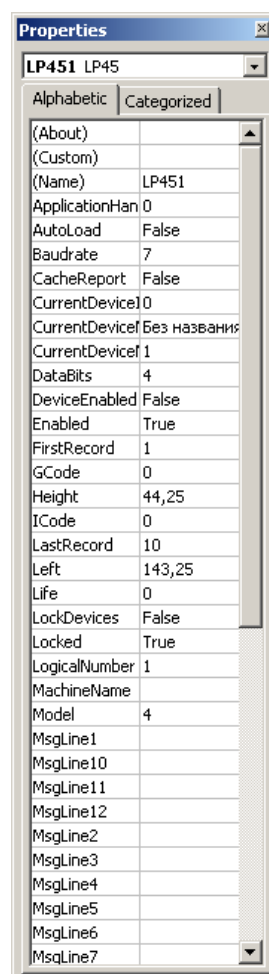 Properties
LP451 LP45
Alphabetic Categorized
(About)
(Custom)
(Name) LP451
ApplicationHan 0
AutoLoad False
Baudrate 7
CacheReport False
CurrentDeviceI 0
CurrentDeviceN Без названия
CurrentDeviceN 1
DataBits 4
DeviceEnabled False
Enabled True
FirstRecord 1
GCode 0
Height 44,25
ICode 0
LastRecord 10
Left 143,25
Life 0
LockDevices False
Locked True
LogicalNumber 1
MachineName
Model 4
MsgLine1
MsgLine10
MsgLine11
MsgLine12
MsgLine2
MsgLine3
MsgLine4
MsgLine5
MsgLine6
MsgLine7